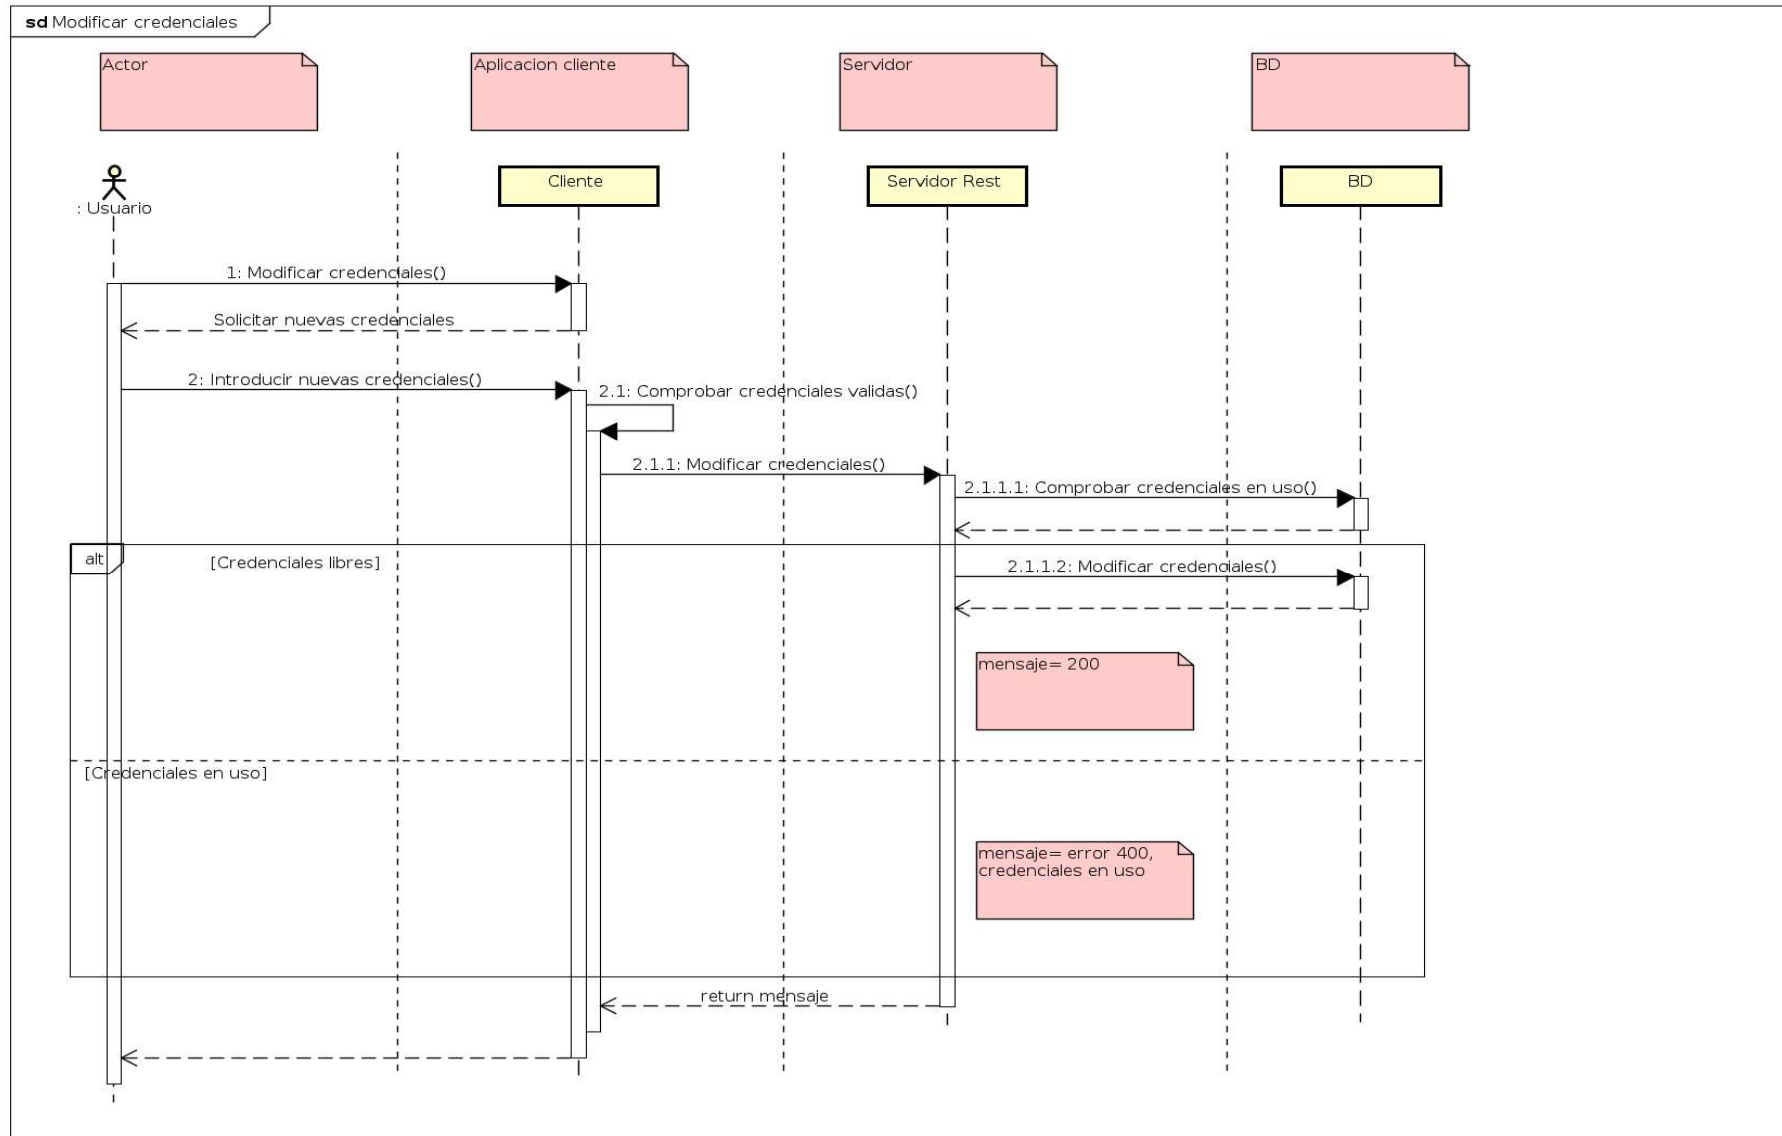 sd Modificar credenciales
Actor
Aplicacion cliente
Servidor
BD
: Usuario
Cliente
Servidor Rest
BD
1: Modificar credenciales()
Solicitar nuevas credenciales
2: Introducir nuevas credenciales()
2.1: Comprobar credenciales validas()
2.1.1: Modificar credenciales()
2.1.1.1: Comprobar credenciales en uso()
alt
[Credenciales libres]
2.1.1.2: Modificar credenciales()
mensaje= 200
[Credenciales en uso]
mensaje= error 400,
credenciales en uso
return mensaje